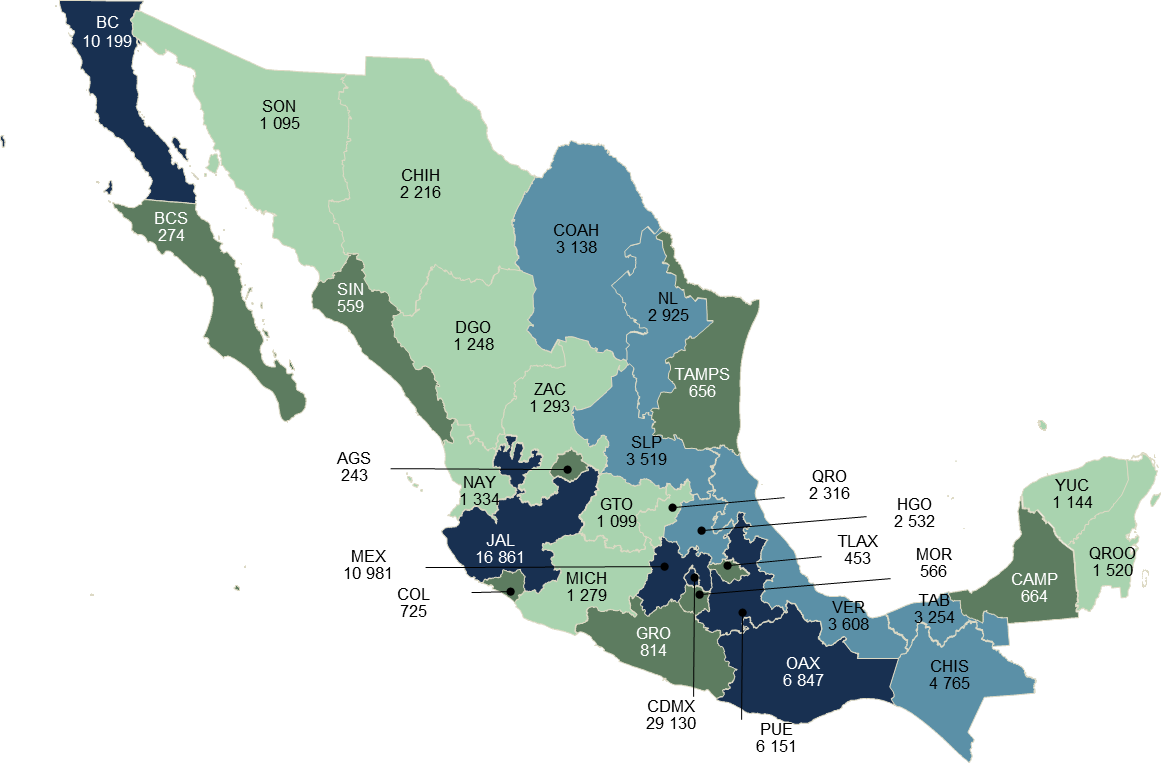 BC
10 199
SON
1 095
CHIH
2 216
BCS
274
COAH
3 138
SIN
559
NL
2 925
DGO
1 248
TAMPS
656
ZAC
1 293
SLP
3 519
AGS
243
NAY
1 334
QRO
2 316
GTO
1 099
HGO
2 532
YUC
1 144
JAL
16 861
TLAX
453
MEX
10 981
MOR
566
QROO
1 520
MICH
1 279
CAMP
664
COL
725
VER
3 608
TAB
3 254
GRO
814
OAX
6 847
CHIS
4 765
CDMX
29 130
PUE
6 151